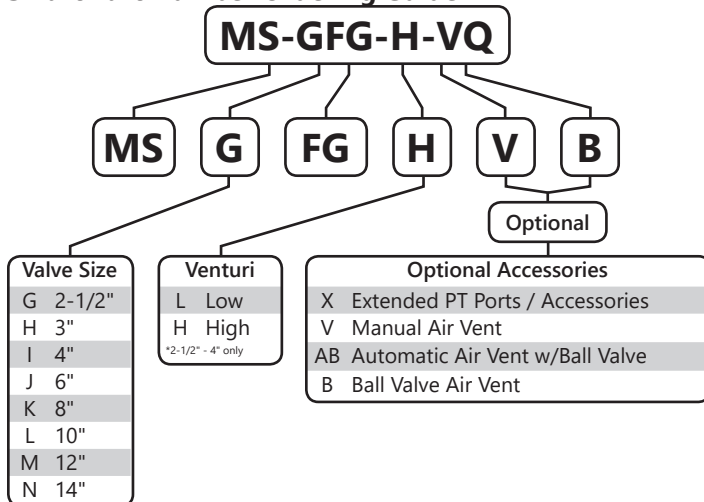 MS-GFG-H-VQ
MS G FG H V B
Optional
Valve Size
G 2-1/2"
H 3"
I 4"
J 6"
K 8"
L 10"
M 12"
N 14"
Venturi
L Low
H High
*2-1/2" - 4" only
Optional Accessories
X Extended PT Ports / Accessories
V Manual Air Vent
AB Automatic Air Vent w/Ball Valve
B Ball Valve Air Vent